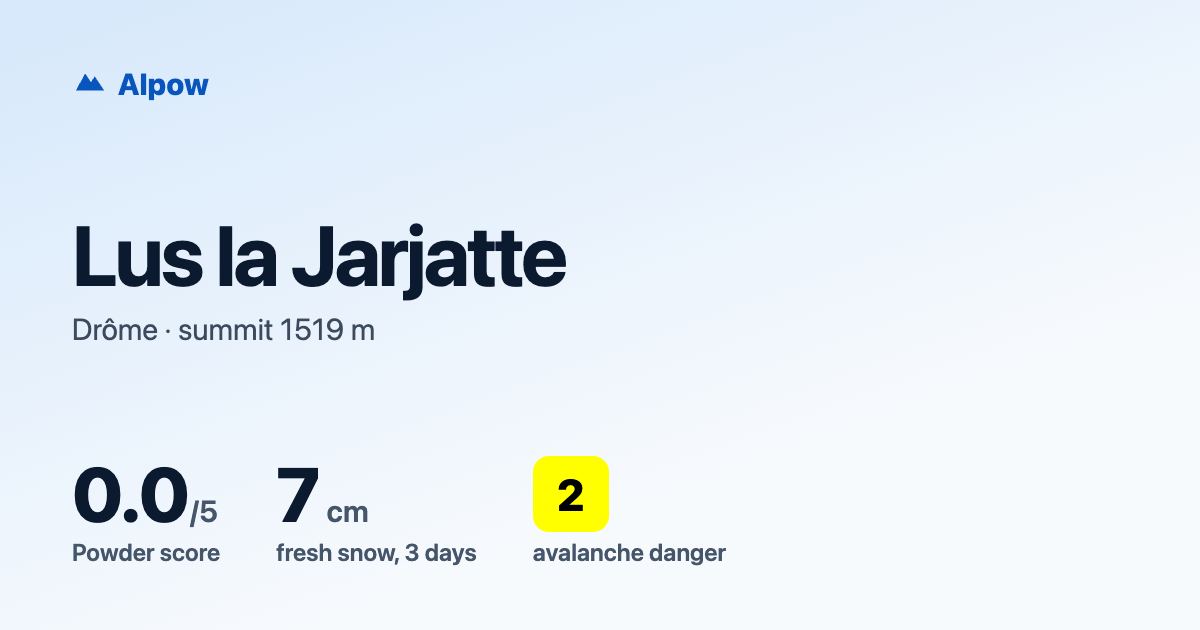 Alpow
Lus la Jarjatte
Drôme · summit 1519 m
0.0/5 7 cm 2
Powder score fresh snow, 3 days avalanche danger